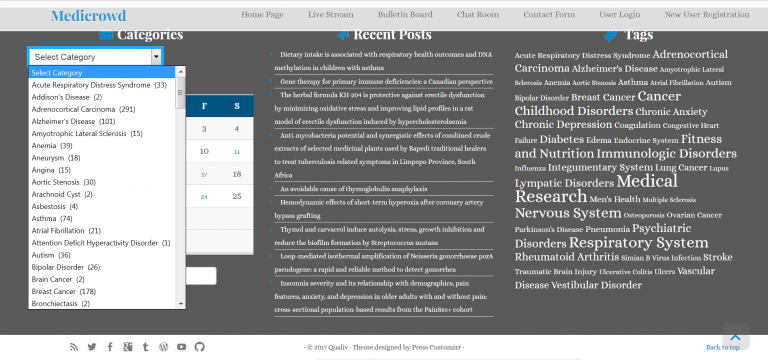 Medicrowd
Home Page Live Stream Bulletin Board Chat Room Contact Form User Login New User Registration
Categories
Select Category
Select Category
Acute Respiratory Distress Syndrome (33)
Addison's Disease (2)
Adrenocortical Carcinoma (291)
Alzheimer's Disease (101)
Amyotrophic Lateral Sclerosis (15)
Anemia (39)
Aneurysm (18)
Angina (15)
Aortic Stenosis (30)
Arachnoid Cyst (2)
Asbestosis (4)
Asthma (74)
Atrial Fibrillation (21)
Attention Deficit Hyperactivity Disorder (1)
Autism (36)
Bipolar Disorder (26)
Brain Cancer (2)
Breast Cancer (178)
Bronchiectasis (2)
F S
3 4
10 11
17 18
24 25
Recent Posts
Dietary intake is associated with respiratory health outcomes and DNA
methylation in children with asthma
Gene therapy for primary immune deficiencies: a Canadian perspective
The herbal formula KH-204 is protective against erectile dysfunction
by minimizing oxidative stress and improving lipid profiles in a rat
model of erectile dysfunction induced by hypercholesterolaemia
Anti-mycobacteria potential and synergistic effects of combined crude
extracts of selected medicinal plants used by Bapedi traditional healers
to treat tuberculosis related symptoms in Limpopo Province, South
Africa
An avoidable cause of thymoglobulin anaphylaxis
Hemodynamic effects of short-term hyperoxia after coronary artery
bypass grafting
Thymol and carvacrol induce autolysis, stress, growth inhibition and
reduce the biofilm formation by Streptococcus mutans
Loop-mediated isothermal amplification of Neisseria gonorrhoeae porA
pseudogene: a rapid and reliable method to detect gonorrhea
Insomnia severity and its relationship with demographics, pain
features, anxiety, and depression in older adults with and without pain:
cross-sectional population-based results from the PainS65+ cohort
Tags
Acute Respiratory Distress Syndrome Adrenocortical
Carcinoma Alzheimer's Disease Amyotrophic Lateral
Sclerosis Anemia Aortic Stenosis Asthma Atrial Fibrillation Autism
Bipolar Disorder Breast Cancer Cancer
Childhood Disorders Chronic Anxiety
Chronic Depression Coagulation Congestive Heart
Failure Diabetes Edema Endocrine System Fitness
and Nutrition Immunologic Disorders
Influenza Integumentary System Lung Cancer Lupus
Lymphatic Disorders Medical
Research Men's Health Multiple Sclerosis
Nervous System Osteoporosis Ovarian Cancer
Parkinson's Disease Pneumonia Psychiatric
Disorders Respiratory System
Rheumatoid Arthritis Simian B Virus Infection Stroke
Traumatic Brain Injury Ulcerative Colitis Ulcers Vascular
Disease Vestibular Disorder
· © 2017 Qualiv · Theme designed by Press Customizr ·
Back to top